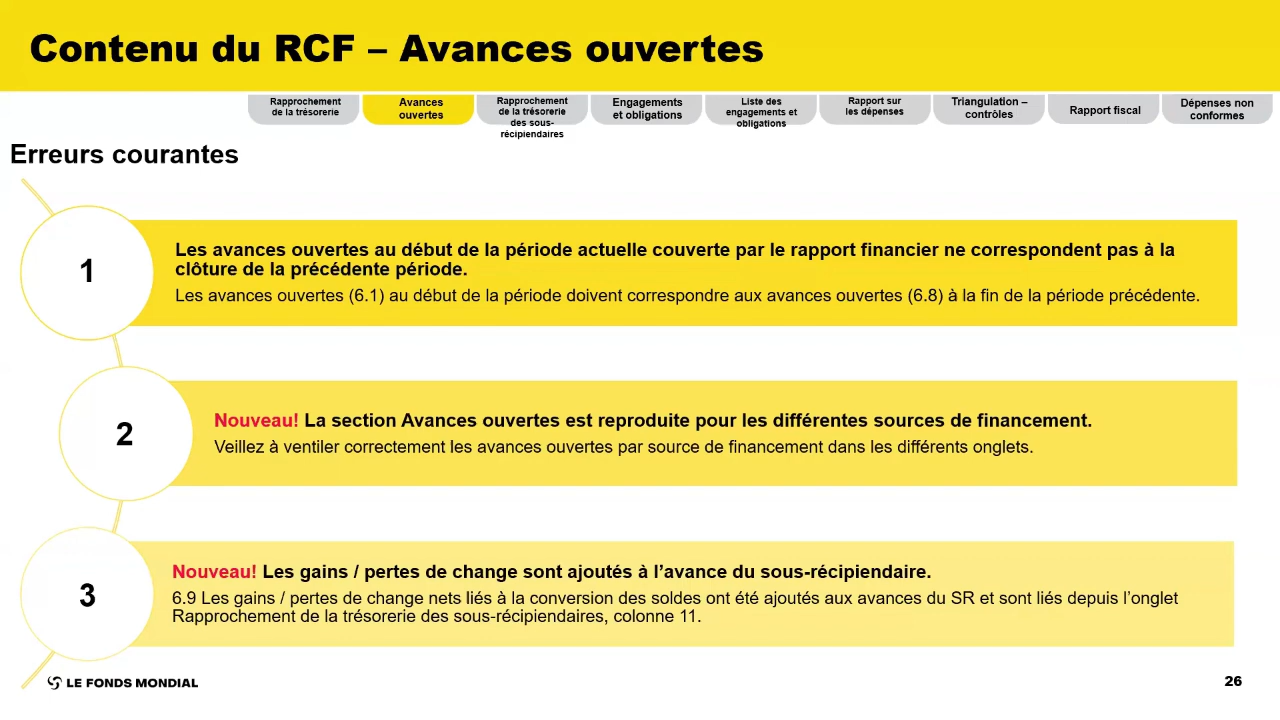 Contenu du RCF – Avances ouvertes
Rapprochement
de la trésorerie
Avances
ouvertes
Rapprochement
de la trésorerie
des sous-
récipiendaires
Engagements
et obligations
Liste des
engagements et
obligations
Rapport sur
les dépenses
Triangulation –
contrôles
Rapport fiscal
Dépenses non
conformes
Erreurs courantes
1
Les avances ouvertes au début de la période actuelle couverte par le rapport financier ne correspondent pas à la
clôture de la précédente période.
Les avances ouvertes (6.1) au début de la période doivent correspondre aux avances ouvertes (6.8) à la fin de la période précédente.
2
Nouveau! La section Avances ouvertes est reproduite pour les différentes sources de financement.
Veillez à ventiler correctement les avances ouvertes par source de financement dans les différents onglets.
3
Nouveau! Les gains / pertes de change sont ajoutés à l’avance du sous-récipiendaire.
6.9 Les gains / pertes de change nets liés à la conversion des soldes ont été ajoutés aux avances du SR et sont liés depuis l’onglet
Rapprochement de la trésorerie des sous-récipiendaires, colonne 11.
LE FONDS MONDIAL
26